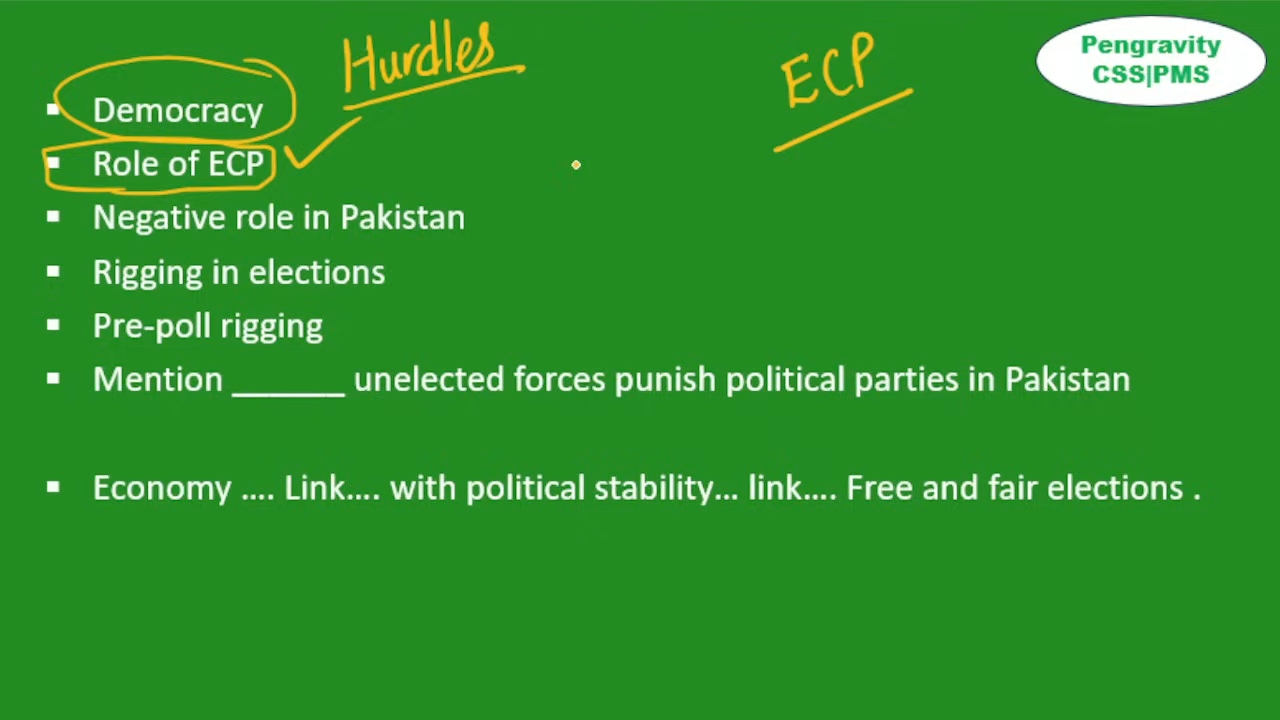 Pengravity
CSS|PMS
Hurdles
ECP
▪ Democracy
▪ Role of ECP
▪ Negative role in Pakistan
▪ Rigging in elections
▪ Pre-poll rigging
▪ Mention ______ unelected forces punish political parties in Pakistan
▪ Economy .... Link.... with political stability... link.... Free and fair elections .